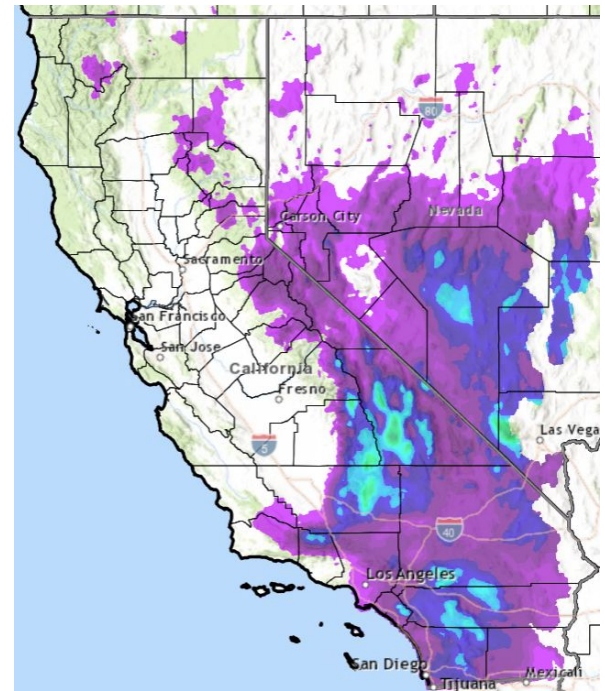 80
Carson City
Nevada
Sacramento
San Francisco
San Jose
California
Fresno
5
Las Vega
40
Los Angeles
San Diego
Tijuana
Mexicali